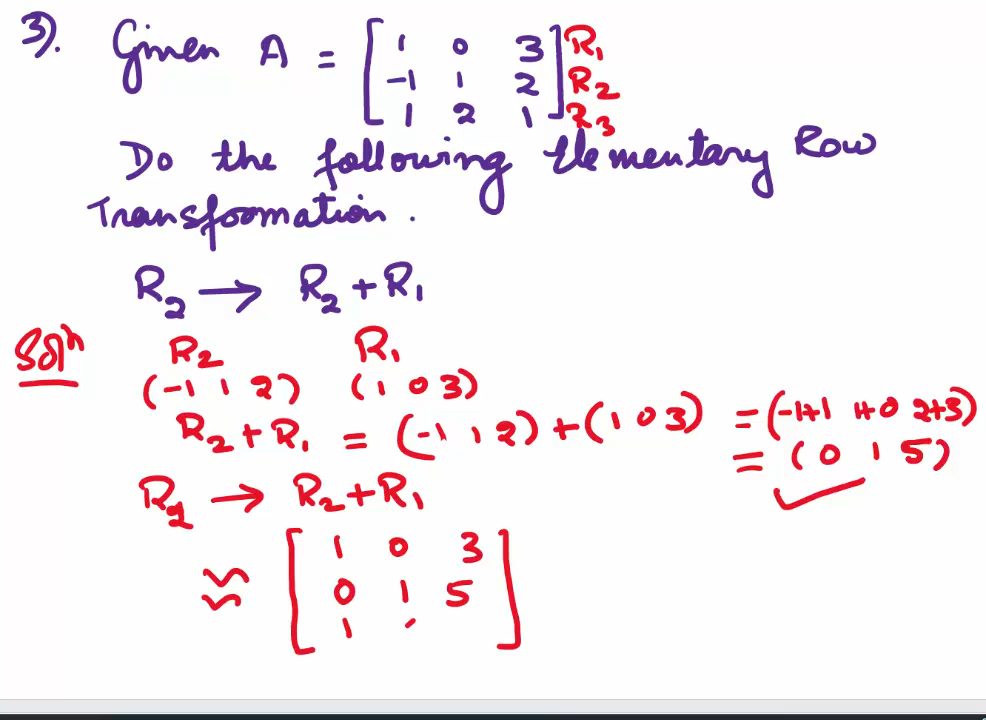 3). Given A = [ 1 0 3 ] R1
-1 1 2 R2
1 2 1 R3
Do the following Elementary Row
Transformation.
R2 → R2 + R1
Soln R2 R1
(-1 1 2) (1 0 3)
R2 + R1 = (-1 1 2) + (1 0 3) = (-1+1 1+0 2+3)
= (0 1 5)
R2 → R2 + R1
≈ [ 1 0 3 ]
0 1 5
1